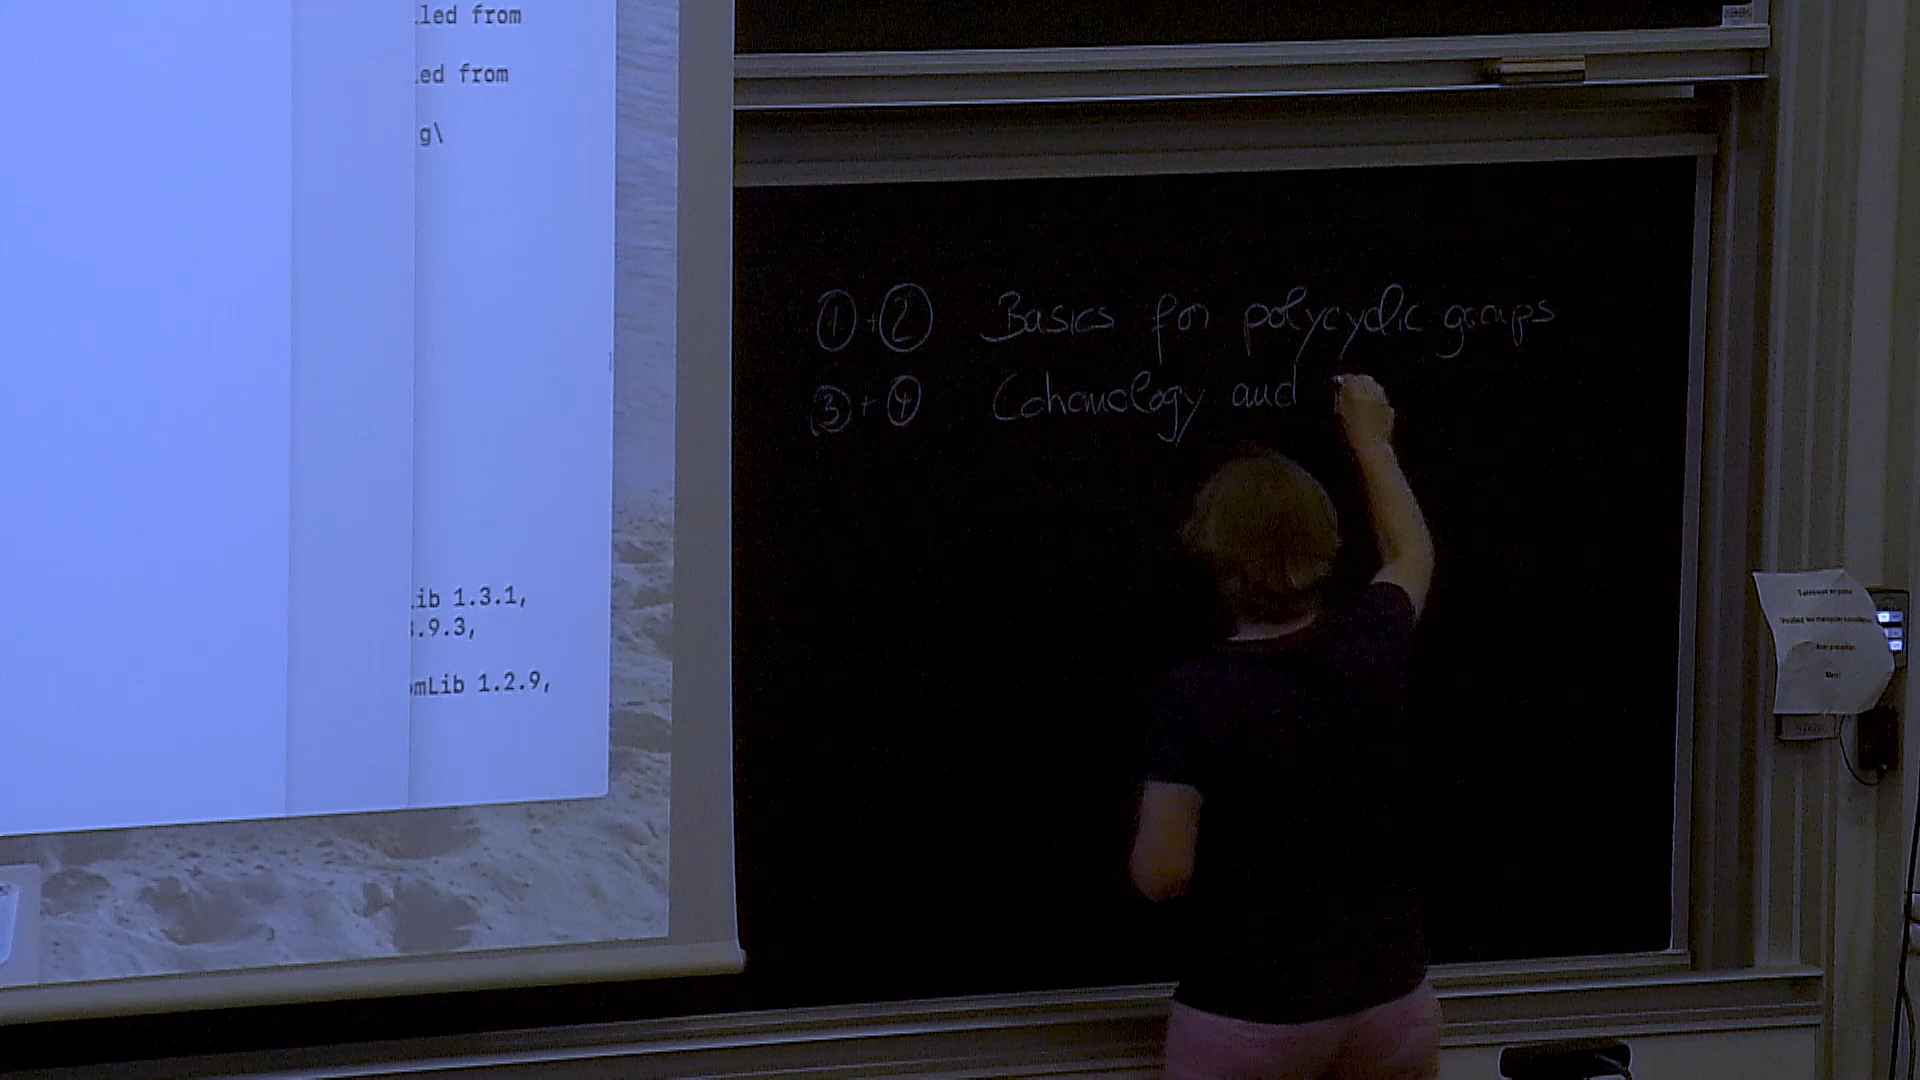 led from
ed from
g\
ib 1.3.1,
.9.3,
mLib 1.2.9,
① + ② Basics for polycyclic groups
③ + ④ Cohomology and